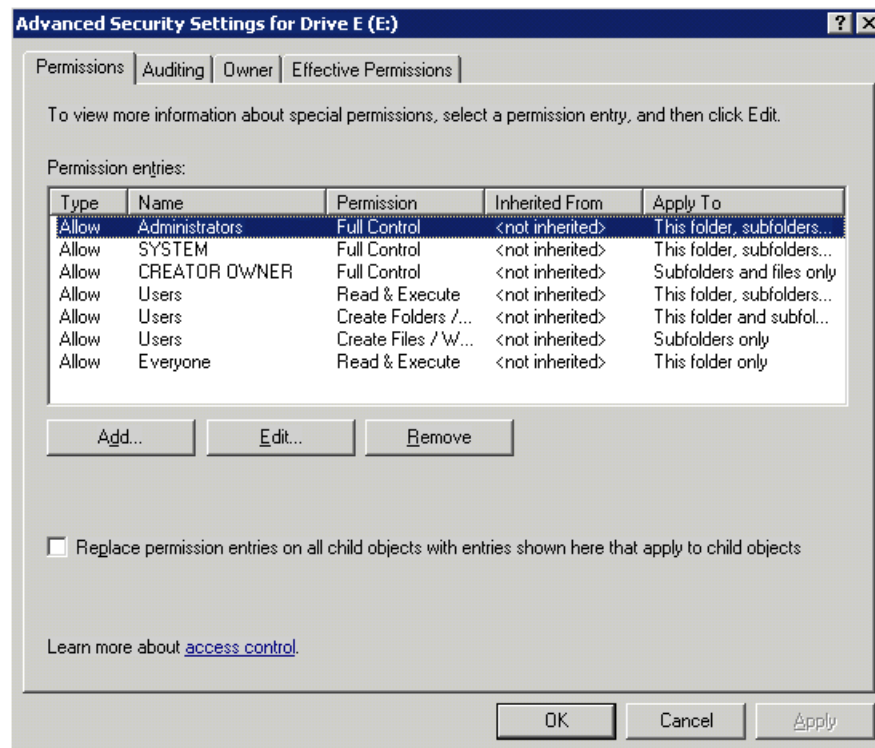 Advanced Security Settings for Drive E (E:)
Permissions Auditing Owner Effective Permissions
To view more information about special permissions, select a permission entry, and then click Edit.
Permission entries:
Type Name Permission Inherited From Apply To
Allow Administrators Full Control <not inherited> This folder, subfolders...
Allow SYSTEM Full Control <not inherited> This folder, subfolders...
Allow CREATOR OWNER Full Control <not inherited> Subfolders and files only
Allow Users Read & Execute <not inherited> This folder, subfolders...
Allow Users Create Folders /... <not inherited> This folder and subfol...
Allow Users Create Files / W... <not inherited> Subfolders only
Allow Everyone Read & Execute <not inherited> This folder only
Add... Edit... Remove
Replace permission entries on all child objects with entries shown here that apply to child objects
Learn more about access control.
OK Cancel Apply